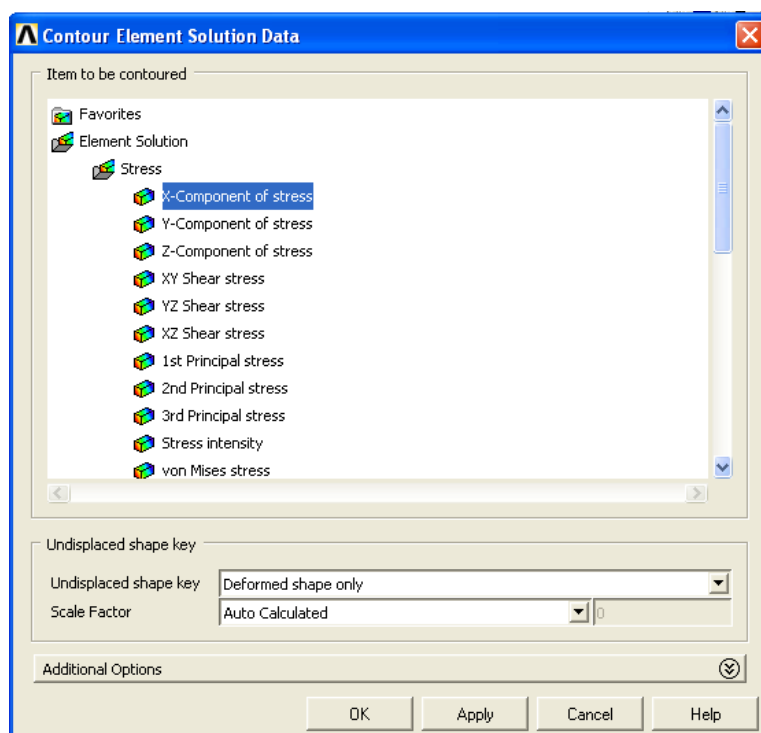 Contour Element Solution Data
Item to be contoured
Favorites
Element Solution
Stress
X-Component of stress
Y-Component of stress
Z-Component of stress
XY Shear stress
YZ Shear stress
XZ Shear stress
1st Principal stress
2nd Principal stress
3rd Principal stress
Stress intensity
von Mises stress
Undisplaced shape key
Undisplaced shape key Deformed shape only
Scale Factor Auto Calculated 0
Additional Options
OK Apply Cancel Help